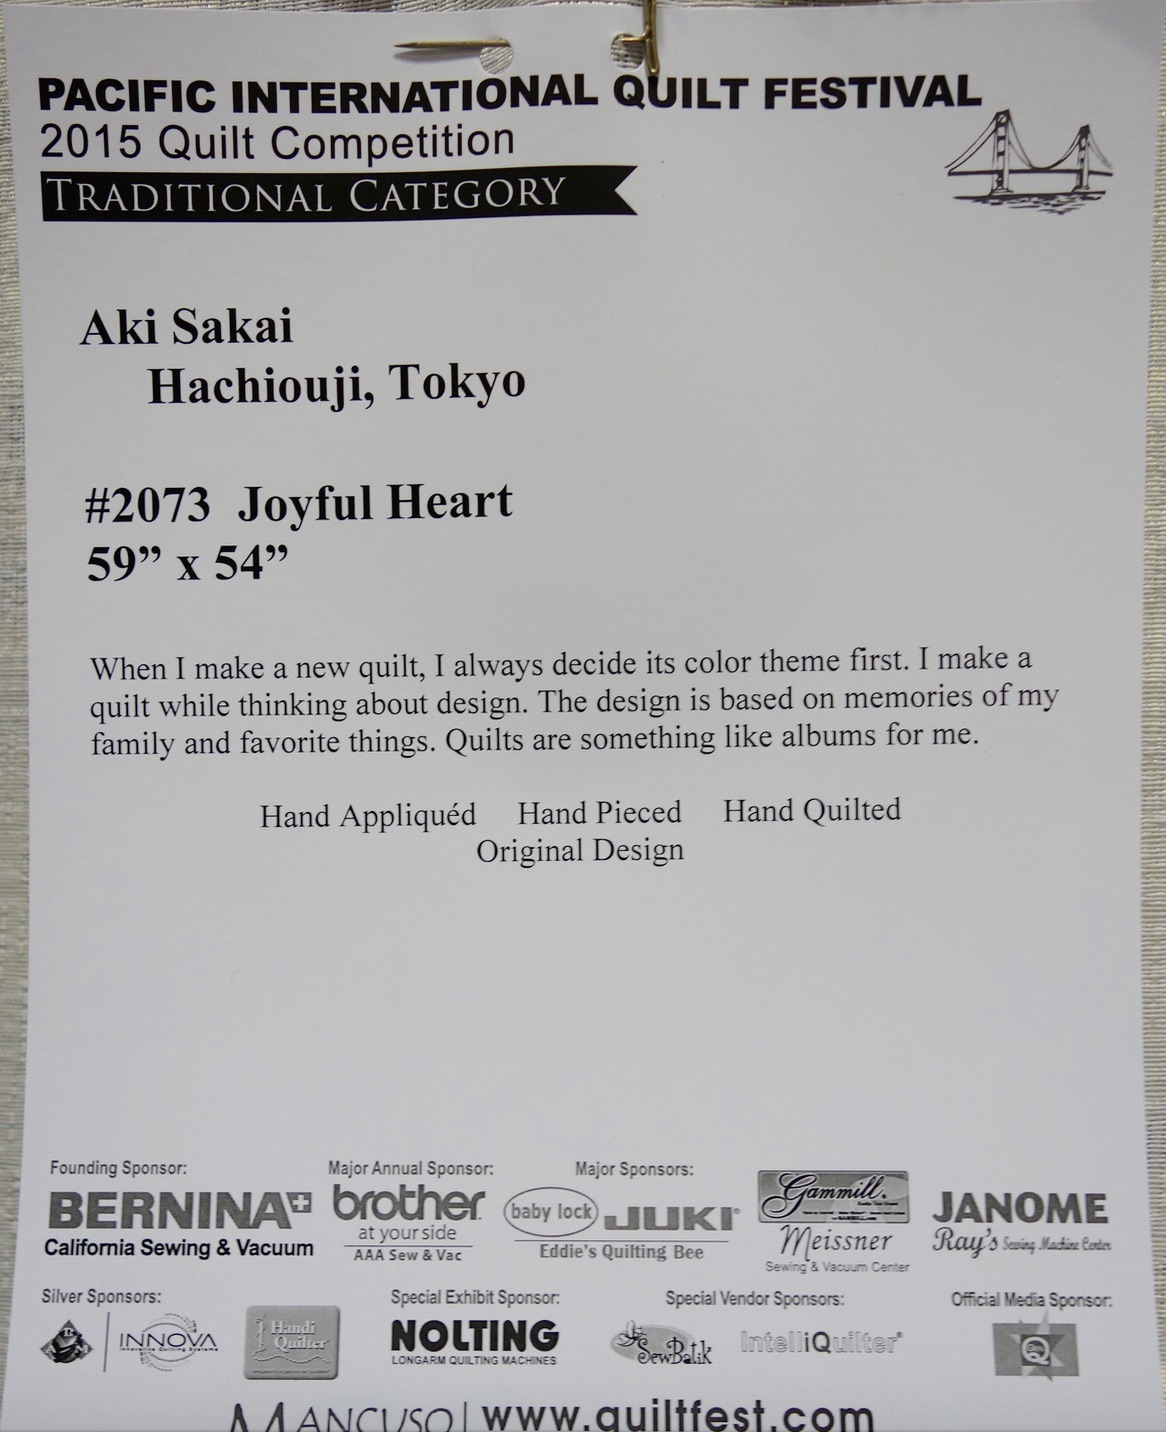 PACIFIC INTERNATIONAL QUILT FESTIVAL
2015 Quilt Competition
TRADITIONAL CATEGORY
Aki Sakai
Hachiouji, Tokyo
#2073 Joyful Heart
59” x 54”
When I make a new quilt, I always decide its color theme first. I make a
quilt while thinking about design. The design is based on memories of my
family and favorite things. Quilts are something like albums for me.
Hand Appliquéd Hand Pieced Hand Quilted
Original Design
Founding Sponsor: Major Annual Sponsor: Major Sponsors:
BERNINA brother baby lock JUKI Gammill. JANOME
California Sewing & Vacuum at your side AAA Sew & Vac Eddie's Quilting Bee Meissner Sewing & Vacuum Center Ray's Sewing Machine Center
Silver Sponsors: Special Exhibit Sponsor: Special Vendor Sponsors: Official Media Sponsor:
INNOVA Handi Quilter NOLTING SewBatik IntelliQuilter Q
Innovative Quilting Systems LONGARM QUILTING MACHINES
MANCUSO | www.quiltfest.com